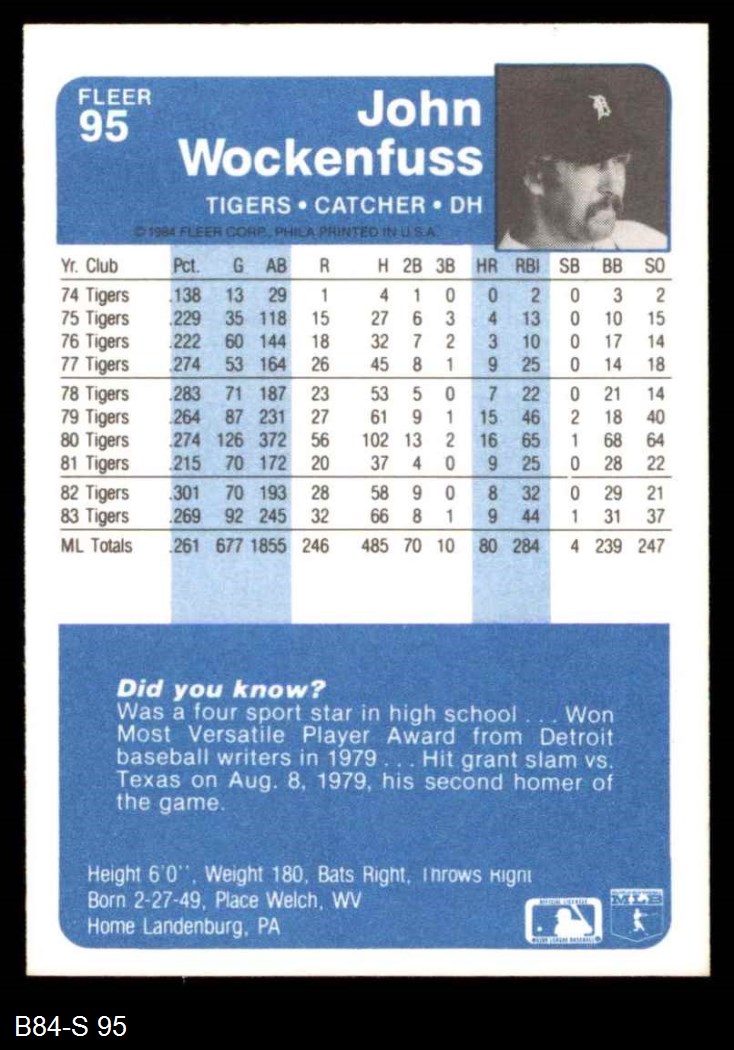 FLEER
95
John
Wockenfuss
TIGERS • CATCHER • DH
© 1984 FLEER CORP., PHILA PRINTED IN U.S.A.
Yr. Club Pct. G AB R H 2B 3B HR RBI SB BB SO
74 Tigers .138 13 29 1 4 1 0 0 2 0 3 2
75 Tigers .229 35 118 15 27 6 3 4 13 0 10 15
76 Tigers .222 60 144 18 32 7 2 3 10 0 17 14
77 Tigers .274 53 164 26 45 8 1 9 25 0 14 18
78 Tigers .283 71 187 23 53 5 0 7 22 0 21 14
79 Tigers .264 87 231 27 61 9 1 15 46 2 18 40
80 Tigers .274 126 372 56 102 13 2 16 65 1 68 64
81 Tigers .215 70 172 20 37 4 0 9 25 0 28 22
82 Tigers .301 70 193 28 58 9 0 8 32 0 29 21
83 Tigers .269 92 245 32 66 8 1 9 44 1 31 37
ML Totals .261 677 1855 246 485 70 10 80 284 4 239 247
Did you know?
Was a four sport star in high school . . . Won
Most Versatile Player Award from Detroit
baseball writers in 1979 . . . Hit grant slam vs.
Texas on Aug. 8, 1979, his second homer of
the game.
Height 6'0'', Weight 180, Bats Right, Throws Right
Born 2-27-49, Place Welch, WV
Home Landenburg, PA
MLB
MAJOR LEAGUE BASEBALL
B84-S 95